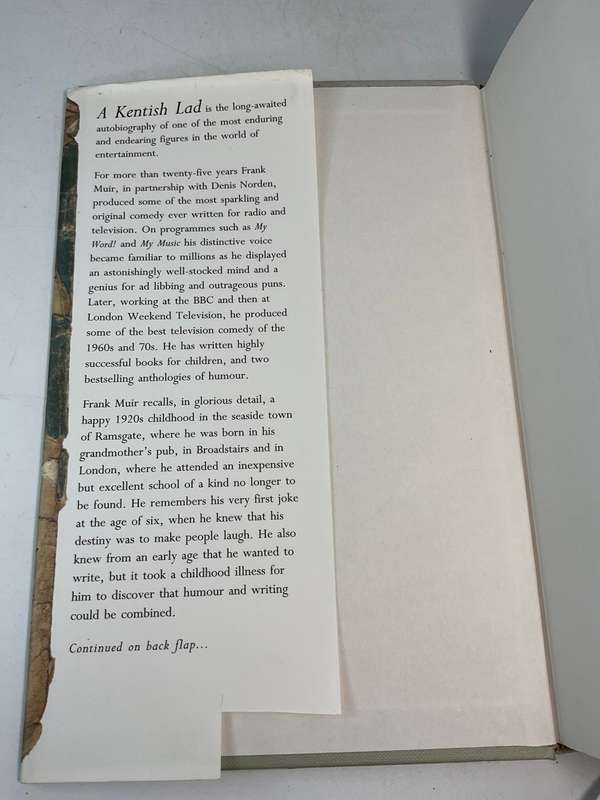 A Kentish Lad is the long-awaited
autobiography of one of the most enduring
and endearing figures in the world of
entertainment.
For more than twenty-five years Frank
Muir, in partnership with Denis Norden,
produced some of the most sparkling and
original comedy ever written for radio and
television. On programmes such as My
Word! and My Music his distinctive voice
became familiar to millions as he displayed
an astonishingly well-stocked mind and a
genius for ad libbing and outrageous puns.
Later, working at the BBC and then at
London Weekend Television, he produced
some of the best television comedy of the
1960s and 70s. He has written highly
successful books for children, and two
bestselling anthologies of humour.
Frank Muir recalls, in glorious detail, a
happy 1920s childhood in the seaside town
of Ramsgate, where he was born in his
grandmother's pub, in Broadstairs and in
London, where he attended an inexpensive
but excellent school of a kind no longer to
be found. He remembers his very first joke
at the age of six, when he knew that his
destiny was to make people laugh. He also
knew from an early age that he wanted to
write, but it took a childhood illness for
him to discover that humour and writing
could be combined.
Continued on back flap...